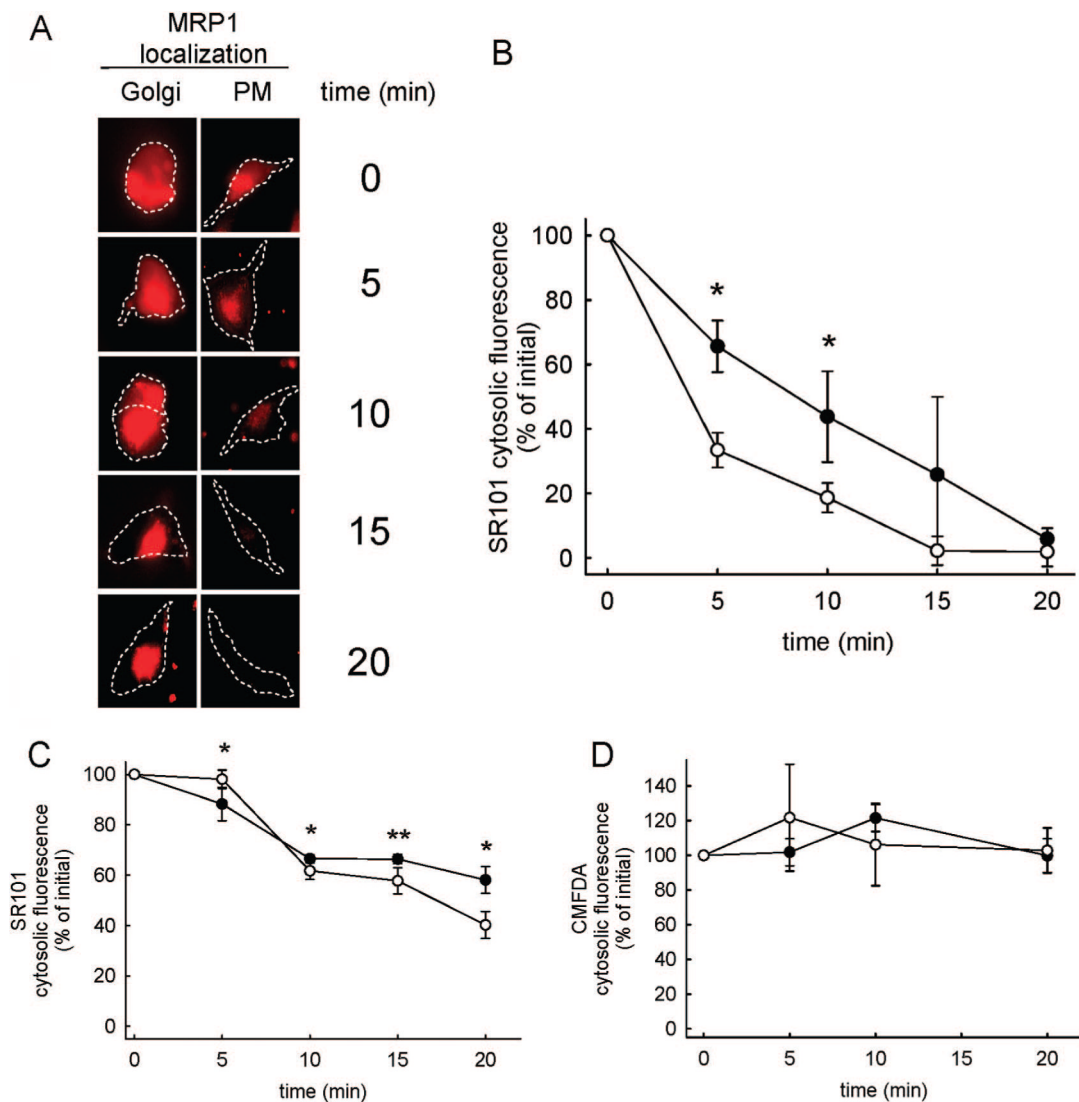 A
MRP1
localization
Golgi PM time (min)
0
5
10
15
20
B
SR101 cytosolic fluorescence
(% of initial)
100
80
60
40
20
0
*
*
0 5 10 15 20
time (min)
C
SR101
cytosolic fluorescence
(% of initial)
100
80
60
40
20
0
*
*
**
*
0 5 10 15 20
time (min)
D
CMFDA
cytosolic fluorescence
(% of initial)
140
120
100
80
60
40
20
0
0 5 10 15 20
time (min)